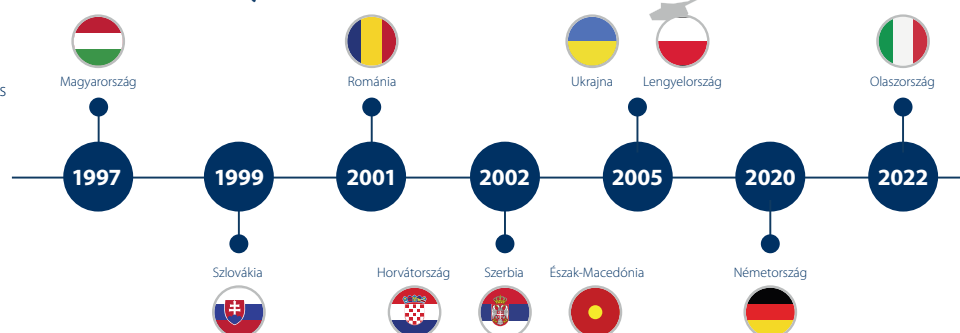 Magyarország
Románia
Ukrajna
Lengyelország
Olaszország
s
1997
1999
2001
2002
2005
2020
2022
Szlovákia
Horvátország
Szerbia
Észak-Macedónia
Németország